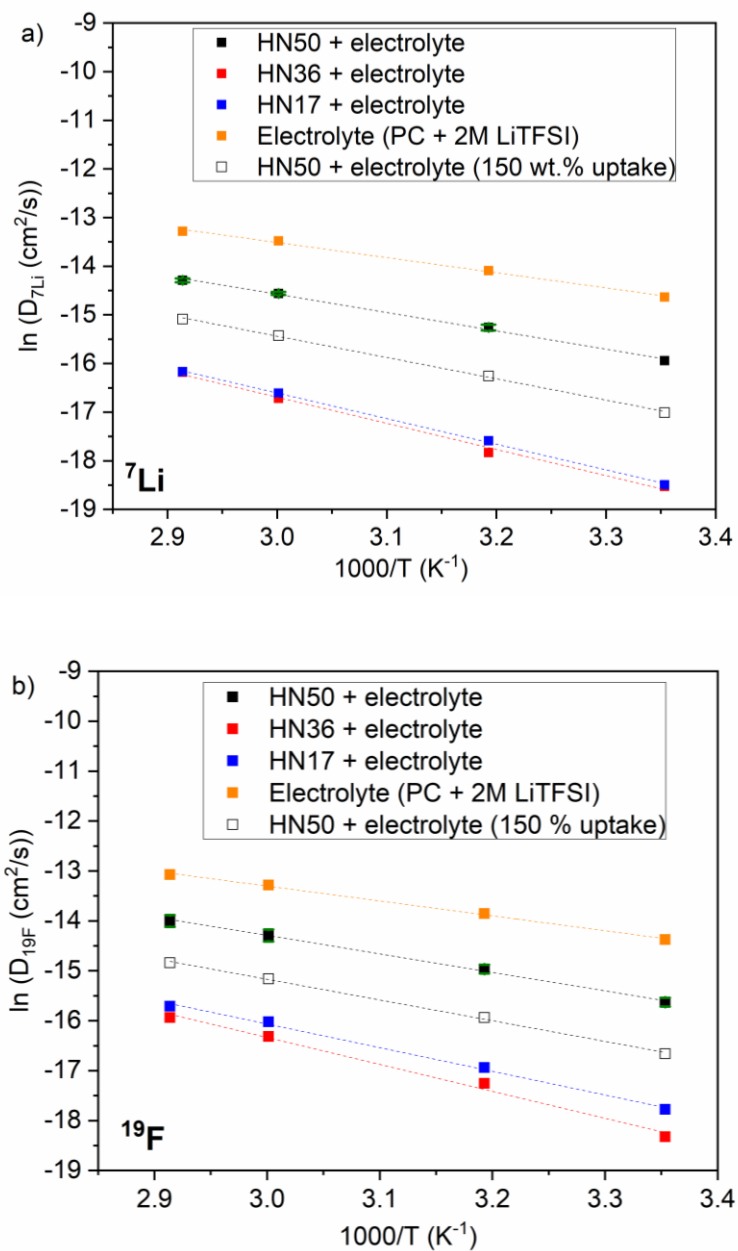 a)
-9
-10
-11
-12
-13
-14
-15
-16
-17
-18
-19
ln (D7Li (cm²/s))
HN50 + electrolyte
HN36 + electrolyte
HN17 + electrolyte
Electrolyte (PC + 2M LiTFSI)
HN50 + electrolyte (150 wt.% uptake)
⁷Li
2.9 3.0 3.1 3.2 3.3 3.4
1000/T (K⁻¹)
b)
-9
-10
-11
-12
-13
-14
-15
-16
-17
-18
-19
ln (D19F (cm²/s))
HN50 + electrolyte
HN36 + electrolyte
HN17 + electrolyte
Electrolyte (PC + 2M LiTFSI)
HN50 + electrolyte (150 % uptake)
¹⁹F
2.9 3.0 3.1 3.2 3.3 3.4
1000/T (K⁻¹)